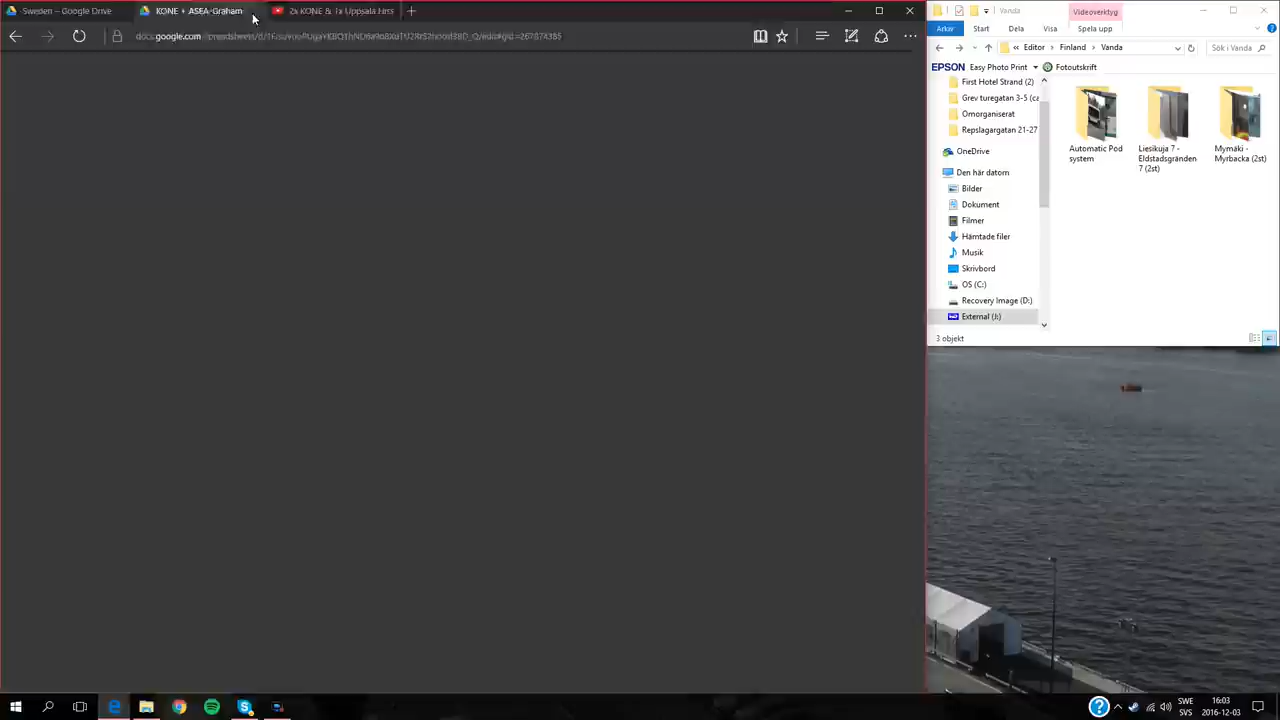 Sweden – Google Drive
KONE + ASEA-Graham
2x KONE & 1x Uppsala Hiss
docs.google.com
Vanda
Videoverktyg
Arkiv
Start
Dela
Visa
Spela upp
Editor
Finland
Vanda
Sök i Vanda
EPSON Easy Photo Print
Fotoutskrift
First Hotel Strand (2)
Grev turegatan 3-5 (ca
Omorganiserat
Repslagargatan 21-27
OneDrive
Den här datorn
Bilder
Dokument
Filmer
Hämtade filer
Musik
Skrivbord
OS (C:)
Recovery Image (D:)
External (J:)
Automatic Pod
system
Liesikuja 7 -
Eldstadsgränden
7 (2st)
Myrmäki -
Myrbacka (2st)
3 objekt
SWE
SVS
16:03
2016-12-03